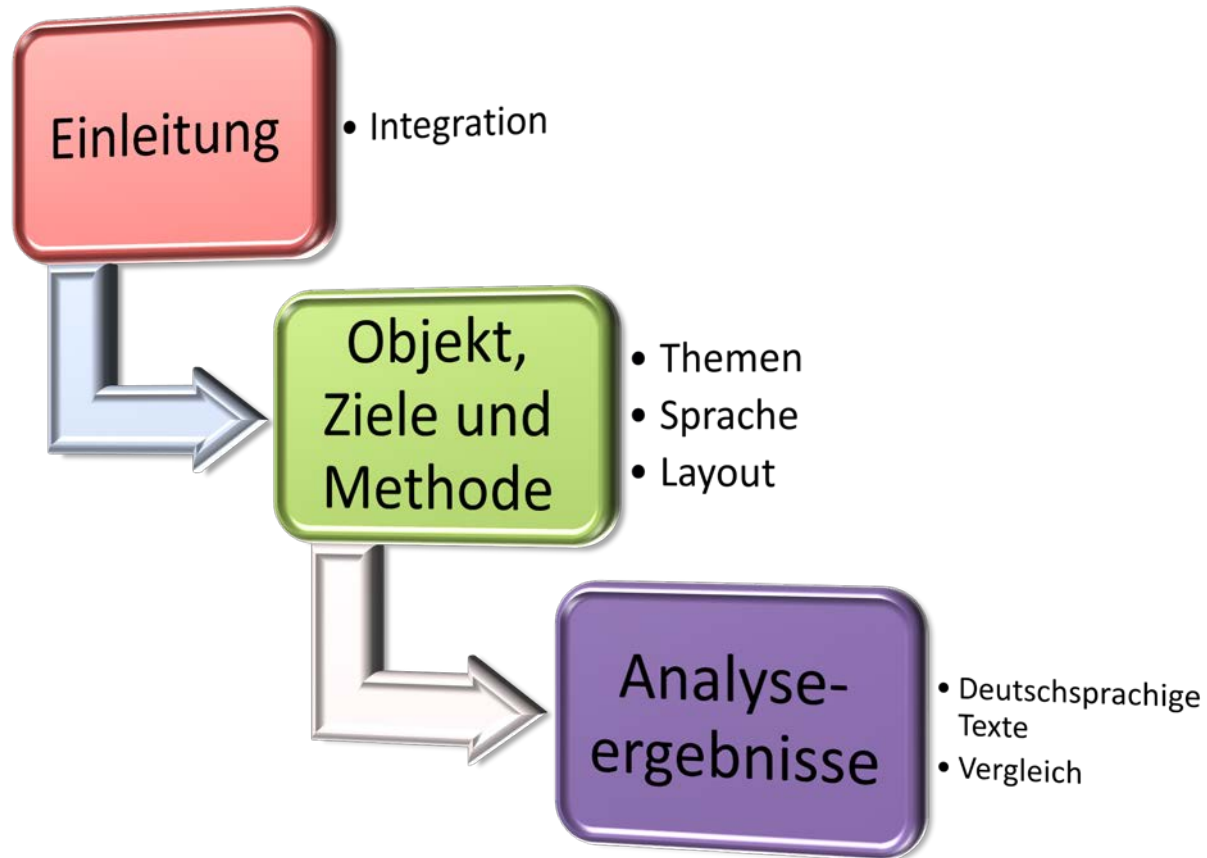 Einleitung
• Integration
Objekt,
Ziele und
Methode
• Themen
• Sprache
• Layout
Analyse-
ergebnisse
• Deutschsprachige
Texte
• Vergleich